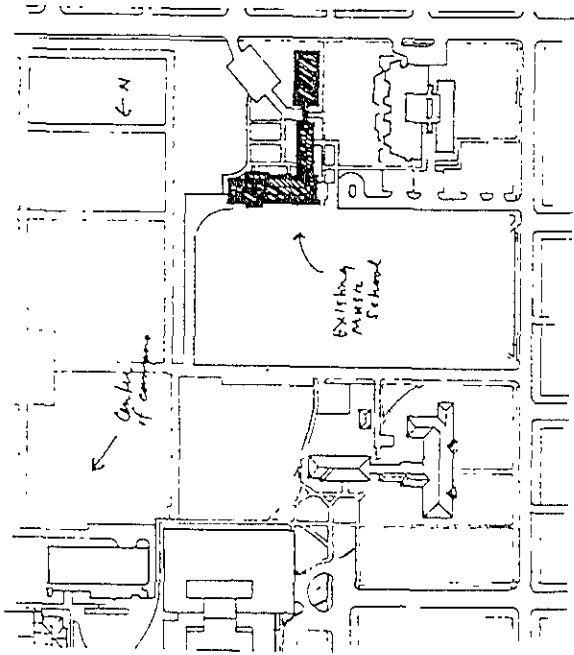 ← N
Existing
Music
School
Center
of campus